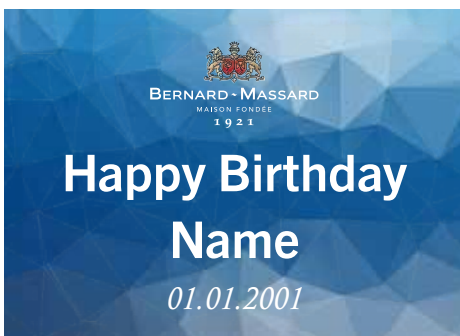 BERNARD-MASSARD
MAISON FONDÉE
1921
Happy Birthday
Name
01.01.2001